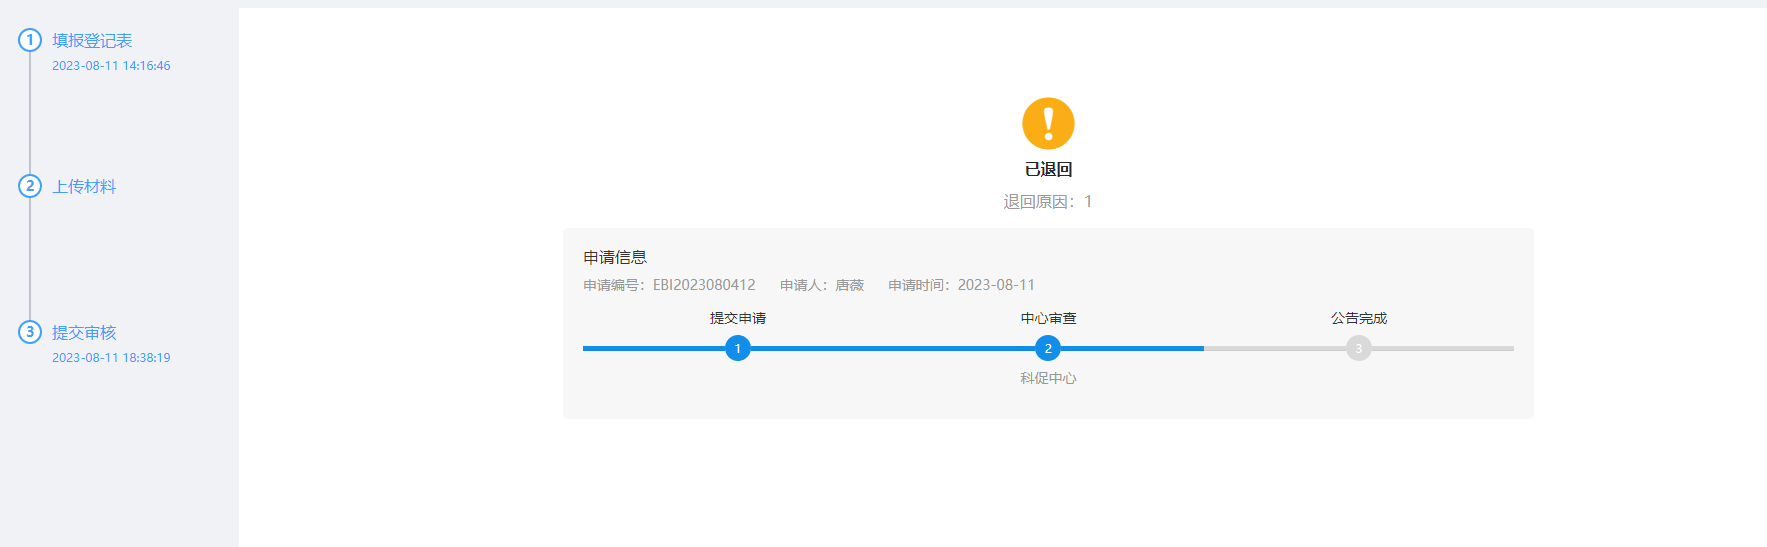 1 填报登记表
2023-08-11 14:16:46
2 上传材料
3 提交审核
2023-08-11 18:38:19
已退回
退回原因：1
申请信息
申请编号：EBI2023080412 申请人：唐薇 申请时间：2023-08-11
提交申请 中心审查 公告完成
1 2 3
科促中心